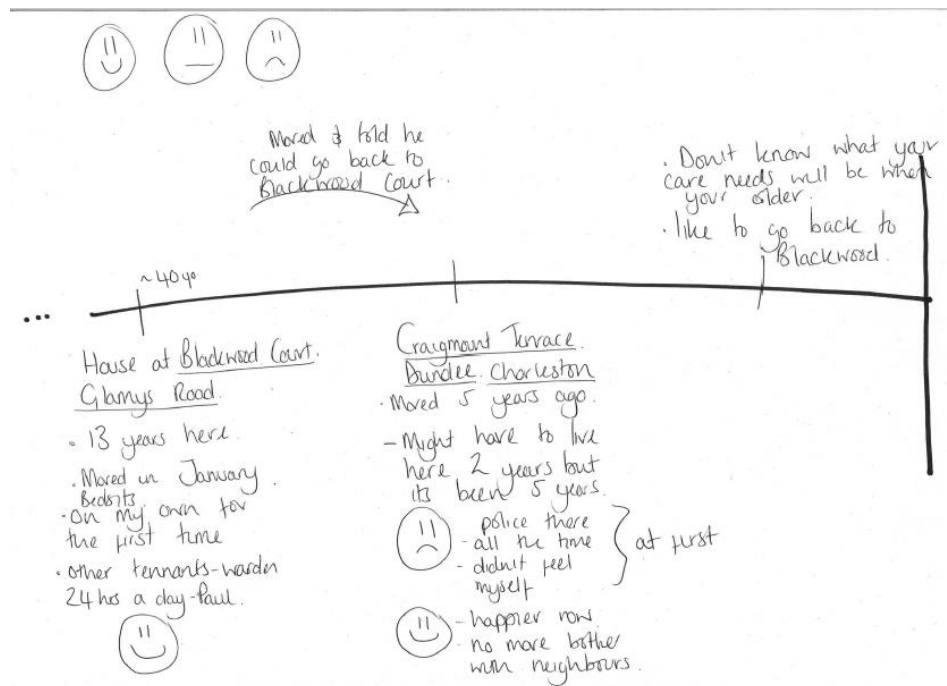 Moved & told he
could go back to
Blackwood Court.
. Don't know what your
care needs will be when
your older.
. like to go back to
Blackwood.
~40yo
...
House at Blackwood Court.
Glamys Road.
. 13 years here.
. Moved in January
Bedsits
. On my own for
the first time
. other tennants - warden
24hrs a day - Paul.
Craigmount Terrace.
Dundee. Charleston
. Moved 5 years ago.
- Might have to live
here 2 years but
its been 5 years.
police there
- all the time
- didn't feel
myself
at first
- happier now.
- no more bother
with neighbours.